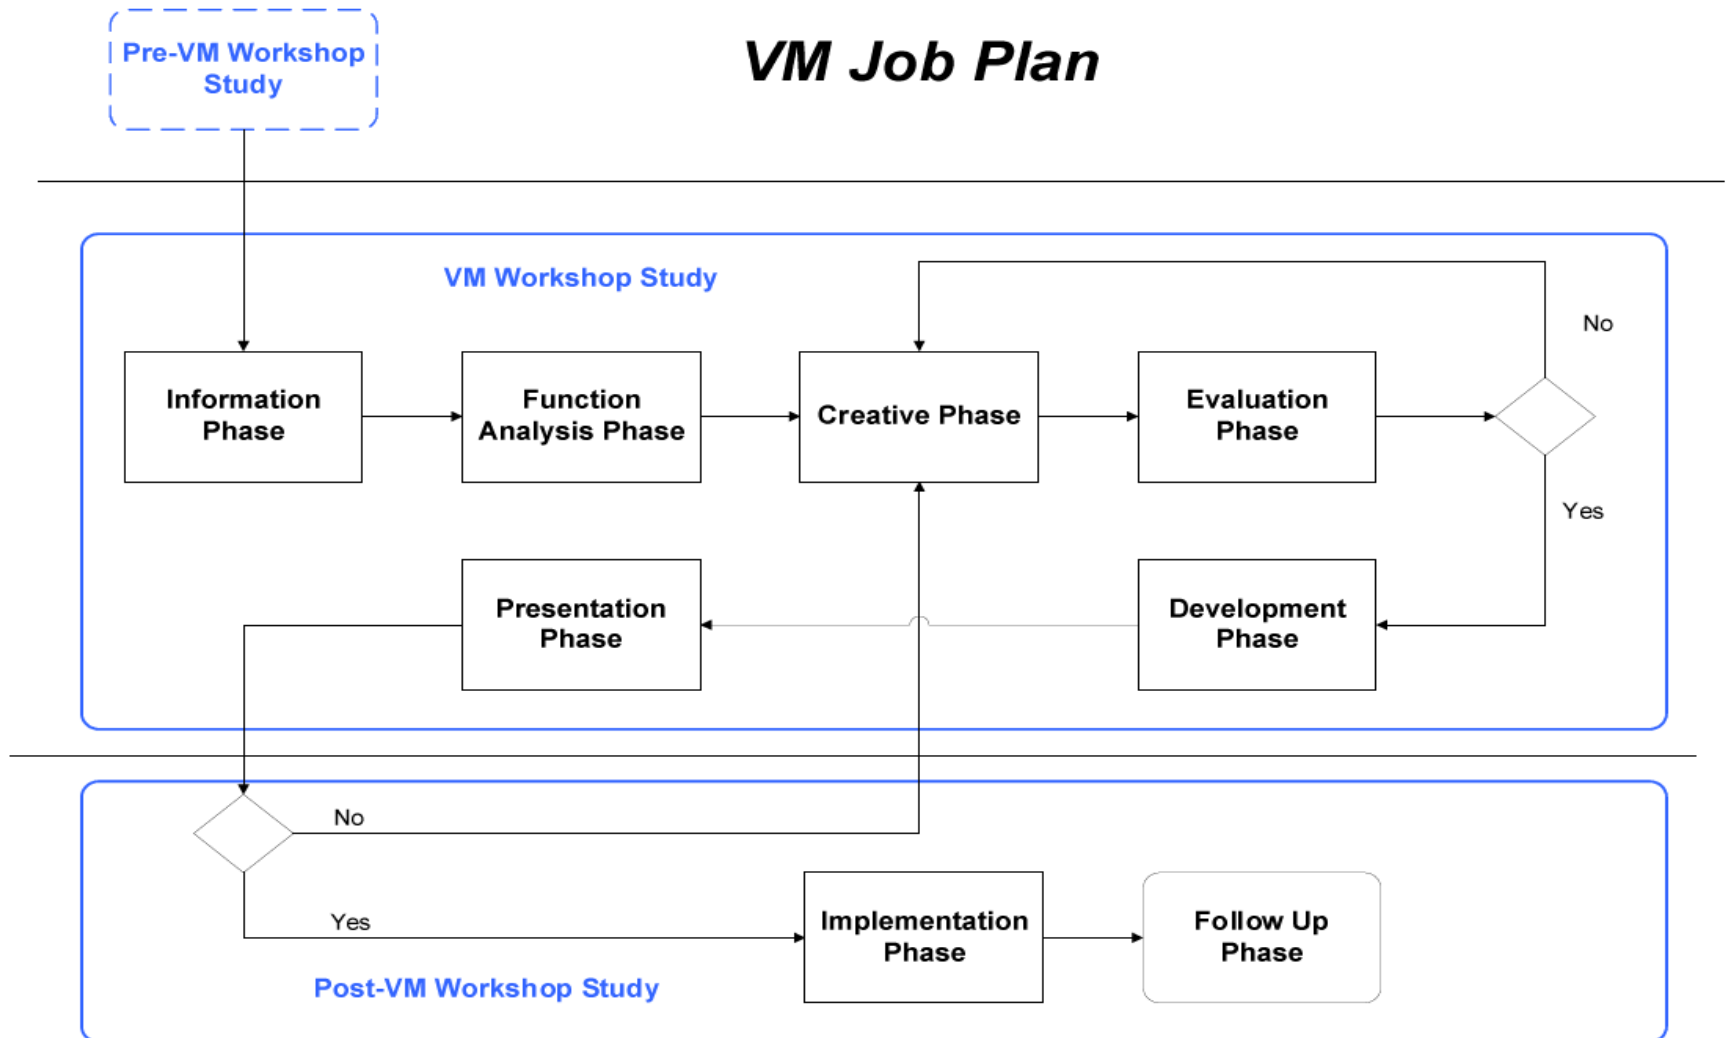 Pre-VM Workshop
Study
VM Job Plan
VM Workshop Study
No
Information
Phase
Function
Analysis Phase
Creative Phase
Evaluation
Phase
Yes
Presentation
Phase
Development
Phase
No
Yes
Implementation
Phase
Follow Up
Phase
Post-VM Workshop Study